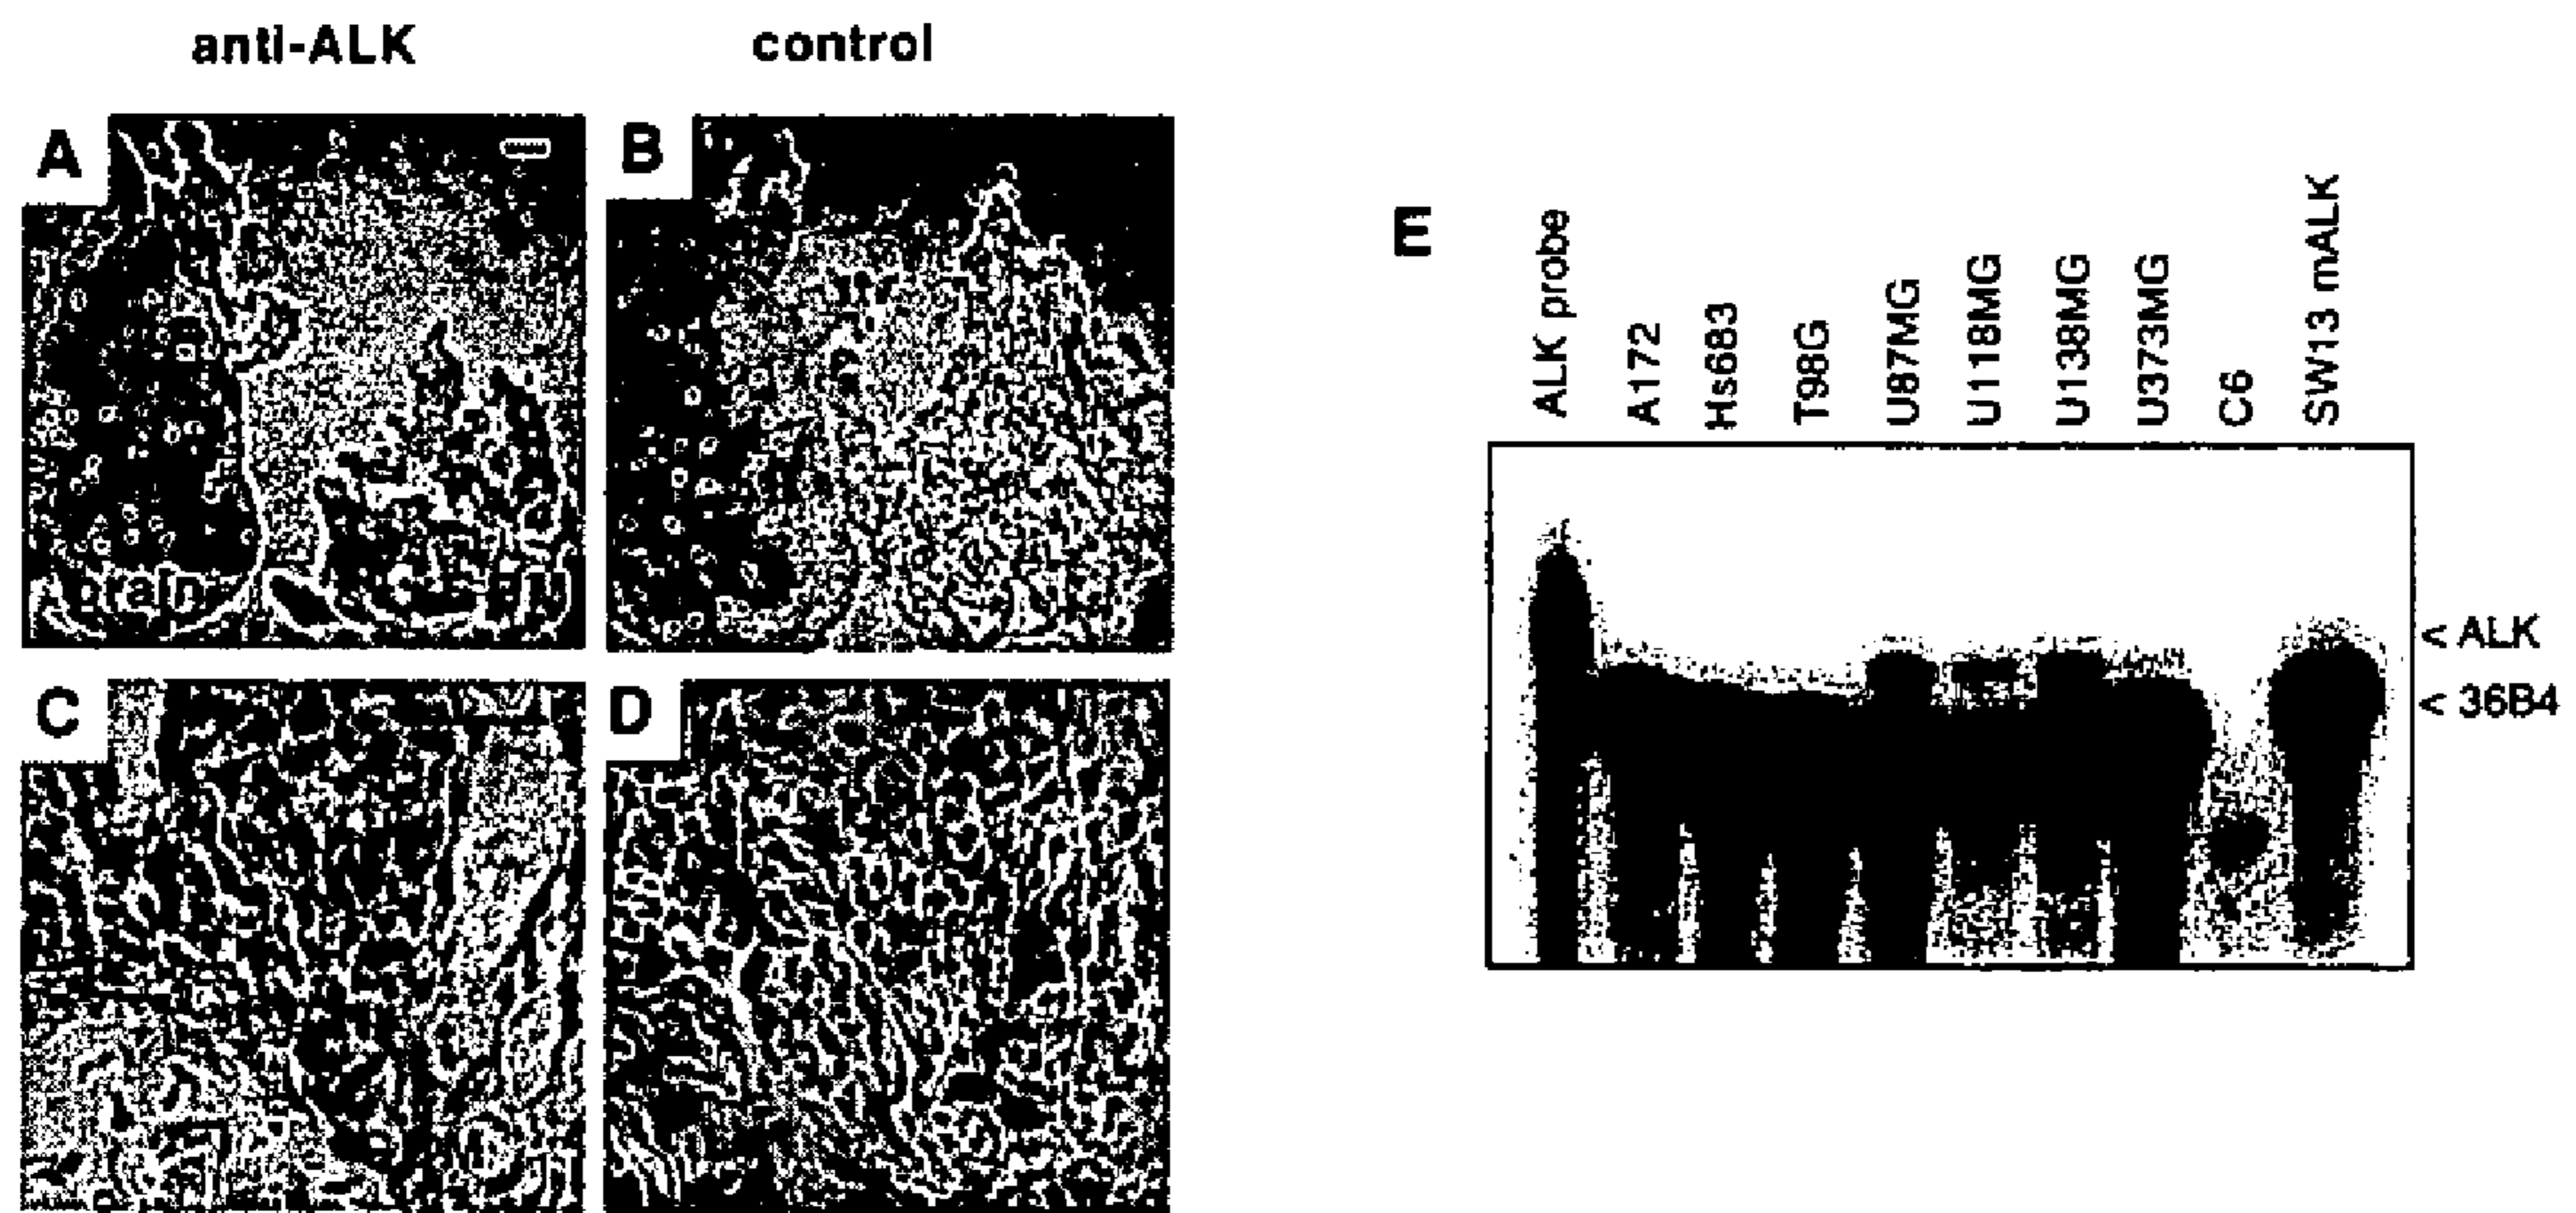 anti-ALK
control
A
B
brain
C
D
E
ALK probe
A172
Hs683
T98G
U87MG
U118MG
U138MG
U373MG
C6
SW13 mALK
< ALK
< 36B4